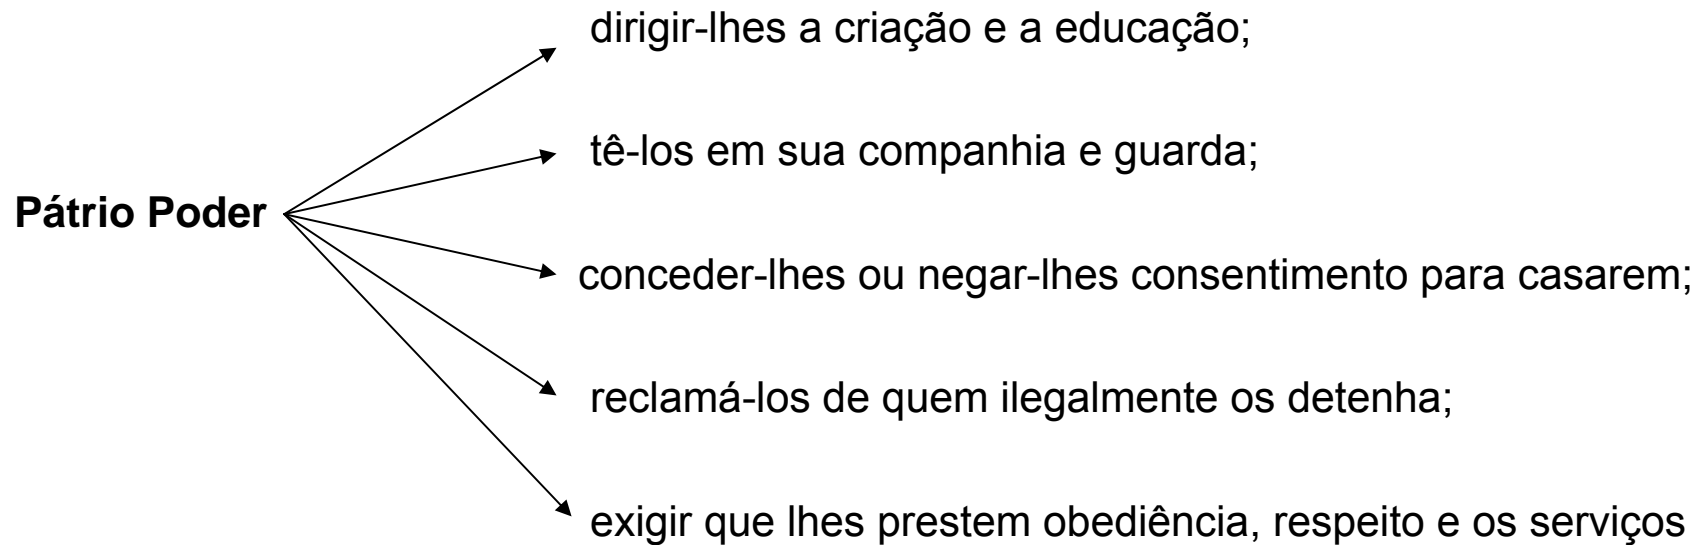 dirigir-lhes a criação e a educação;
tê-los em sua companhia e guarda;
Pátrio Poder
conceder-lhes ou negar-lhes consentimento para casarem;
reclamá-los de quem ilegalmente os detenha;
exigir que lhes prestem obediência, respeito e os serviços